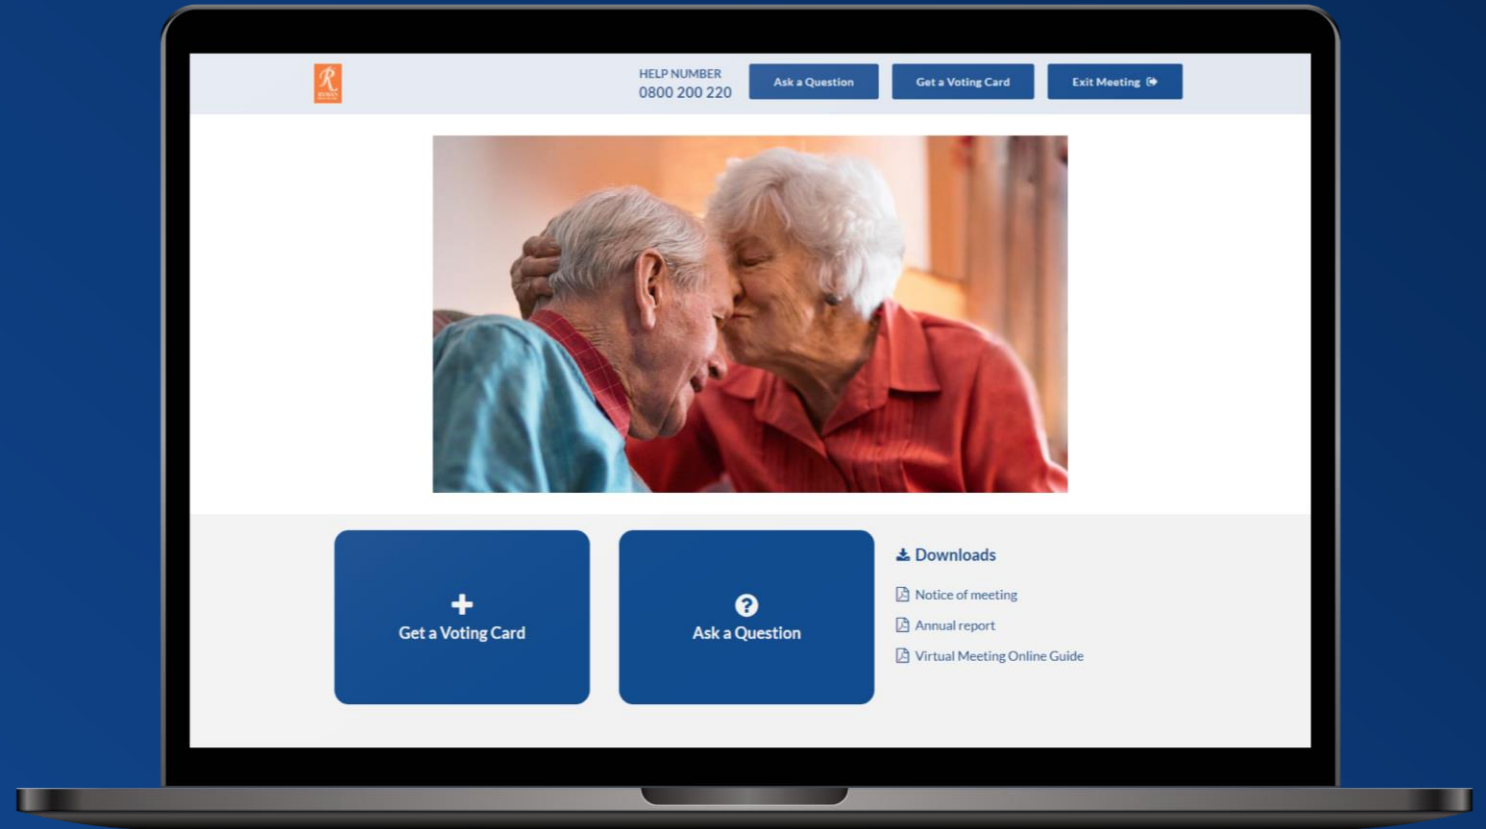 HELP NUMBER
0800 200 220
Ask a Question
Get a Voting Card
Exit Meeting
Get a Voting Card
Ask a Question
Downloads
Notice of meeting
Annual report
Virtual Meeting Online Guide